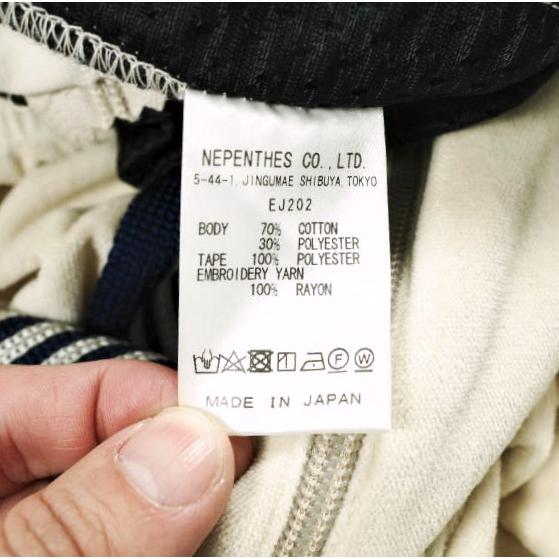 NEPENTHES CO.,LTD.
5-44-1, JINGUMAE SHIBUYA, TOKYO
EJ202
BODY 70% COTTON
30% POLYESTER
TAPE 100% POLYESTER
EMBROIDERY YARN
100% RAYON
F W
MADE IN JAPAN